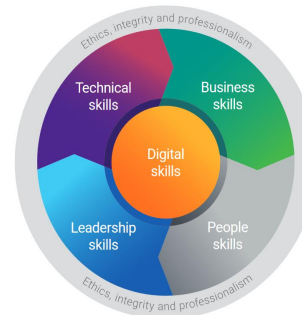 Ethics, integrity and professionalism
Technical
skills
Business
skills
Digital
skills
Leadership
skills
People
skills
Ethics, integrity and professionalism